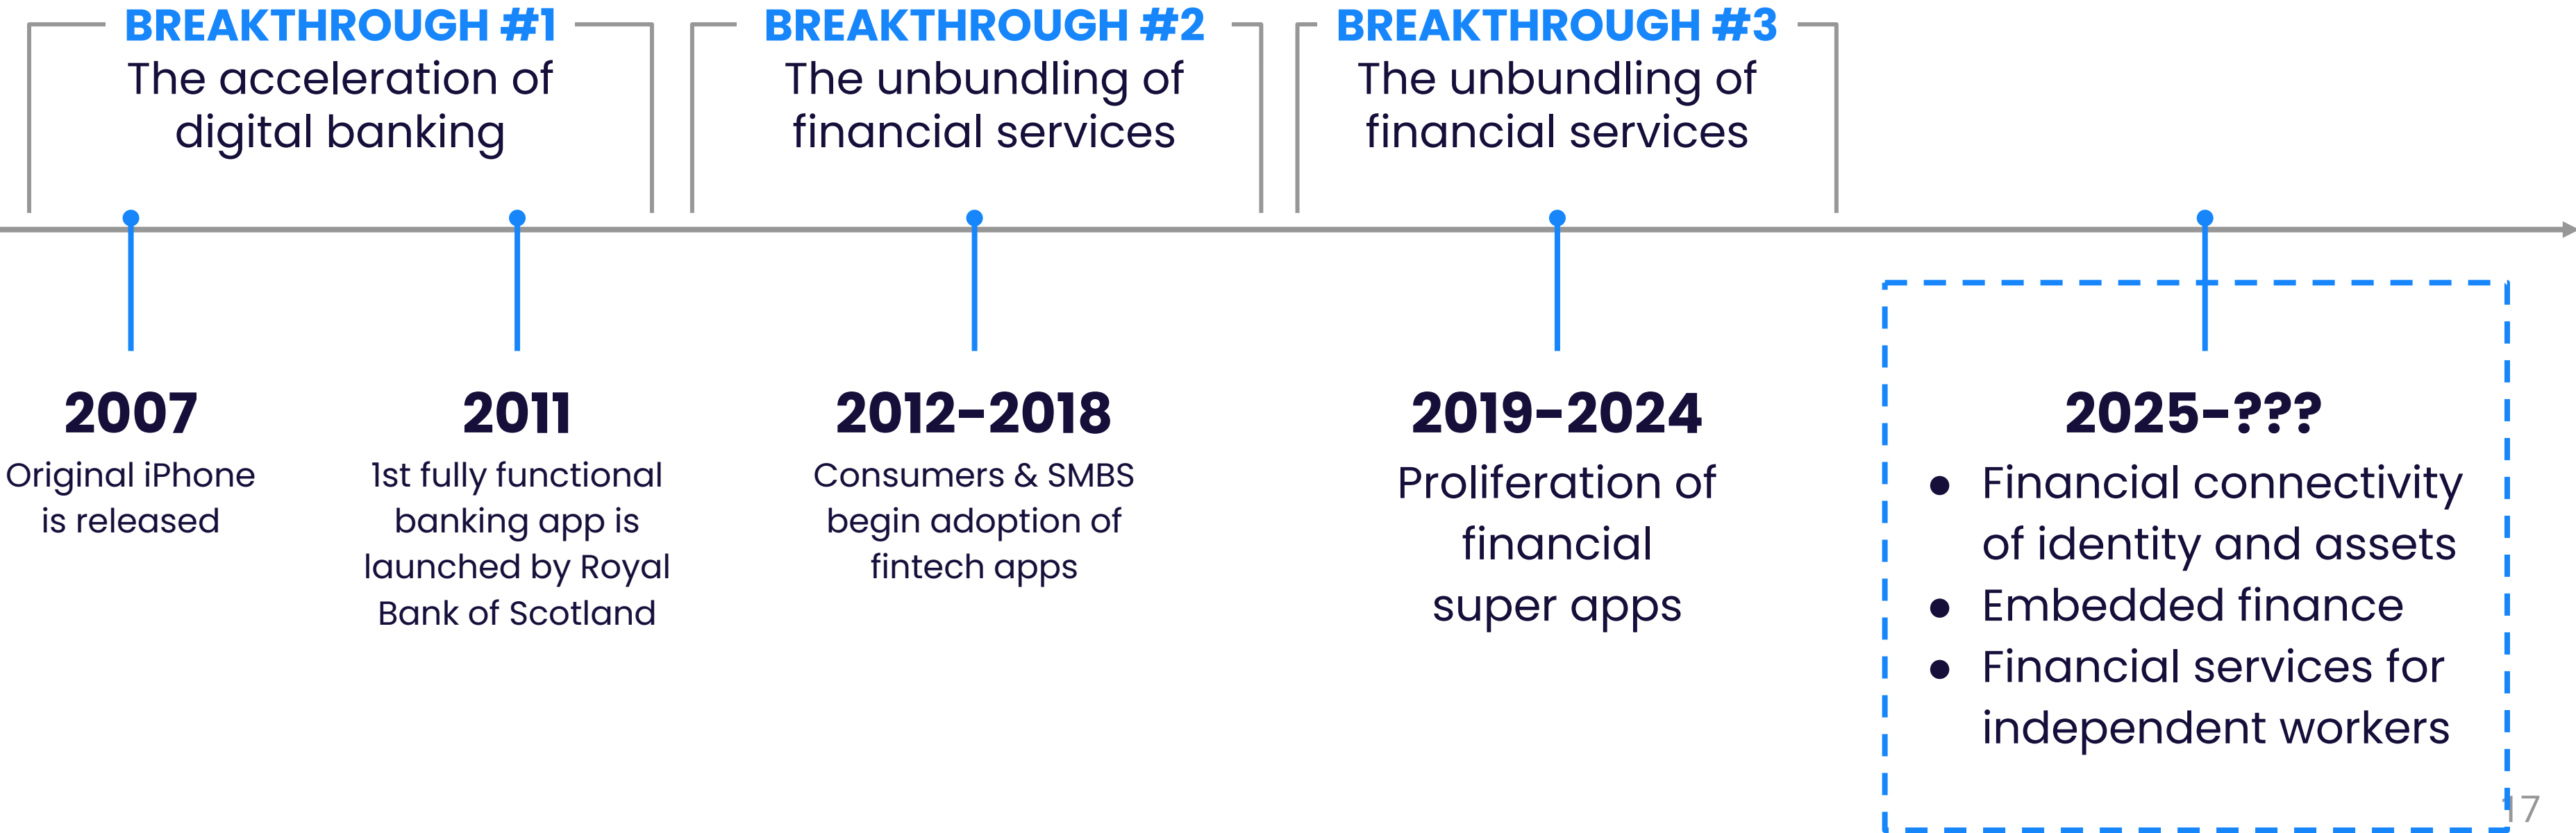 BREAKTHROUGH #1
The acceleration of
digital banking
BREAKTHROUGH #2
The unbundling of
financial services
BREAKTHROUGH #3
The unbundling of
financial services
2007
Original iPhone
is released
2011
1st fully functional
banking app is
launched by Royal
Bank of Scotland
2012-2018
Consumers & SMBS
begin adoption of
fintech apps
2019-2024
Proliferation of
financial
super apps
2025-???
● Financial connectivity
of identity and assets
● Embedded finance
● Financial services for
independent workers
17